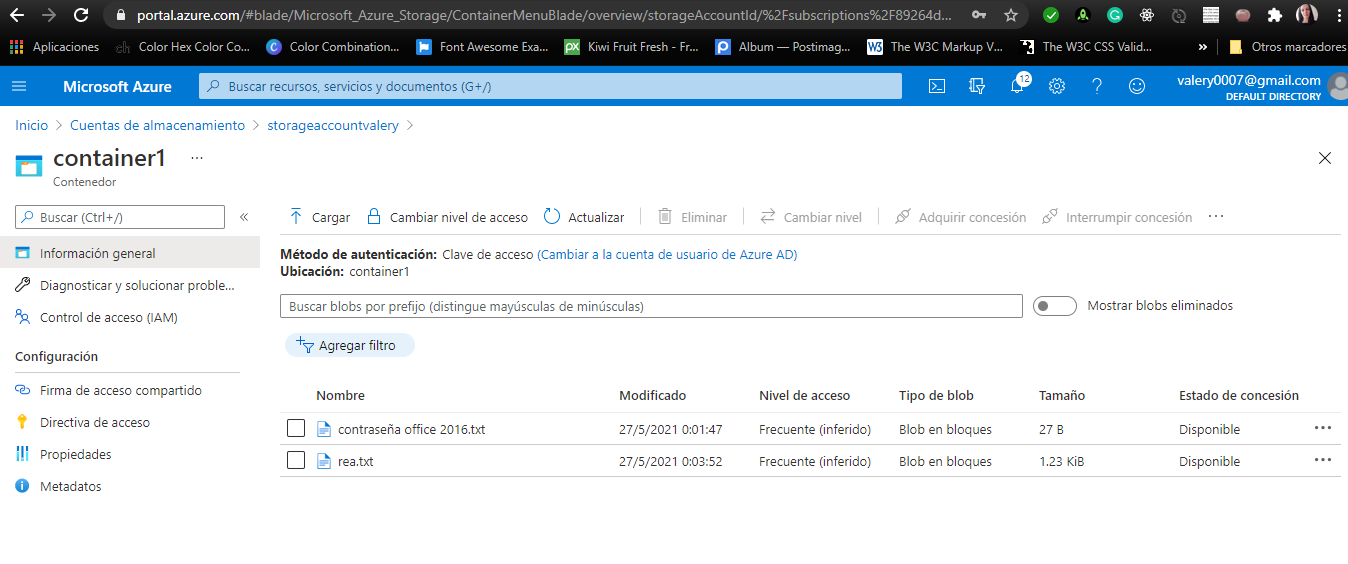 portal.azure.com/#blade/Microsoft_Azure_Storage/ContainerMenuBlade/overview/storageAccountId/%2Fsubscriptions%2F89264d...
Aplicaciones Color Hex Color Co... Color Combination... Font Awesome Exa... Kiwi Fruit Fresh - Fr... Album — Postimag... The W3C Markup V... The W3C CSS Valid... » Otros marcadores
Microsoft Azure Buscar recursos, servicios y documentos (G+/) 12 valery0007@gmail.com
DEFAULT DIRECTORY
Inicio > Cuentas de almacenamiento > storageaccountvalery >
container1 ...
Contenedor
Buscar (Ctrl+/) «
Cargar Cambiar nivel de acceso Actualizar Eliminar Cambiar nivel Adquirir concesión Interrumpir concesión ...
Información general
Diagnosticar y solucionar proble...
Control de acceso (IAM)
Configuración
Firma de acceso compartido
Directiva de acceso
Propiedades
Metadatos
Método de autenticación: Clave de acceso (Cambiar a la cuenta de usuario de Azure AD)
Ubicación: container1
Buscar blobs por prefijo (distingue mayúsculas de minúsculas) Mostrar blobs eliminados
Agregar filtro
Nombre Modificado Nivel de acceso Tipo de blob Tamaño Estado de concesión
contraseña office 2016.txt 27/5/2021 0:01:47 Frecuente (inferido) Blob en bloques 27 B Disponible ...
rea.txt 27/5/2021 0:03:52 Frecuente (inferido) Blob en bloques 1.23 KiB Disponible ...